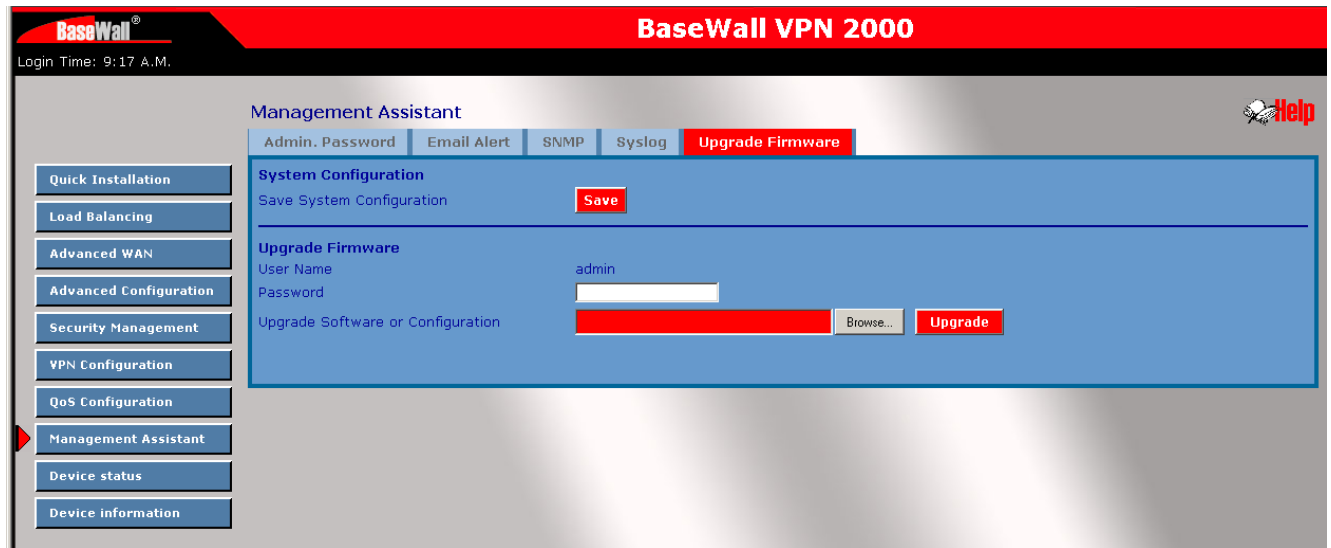 BaseWall®
BaseWall VPN 2000
Login Time: 9:17 A.M.
Management Assistant
Help
Admin. Password
Email Alert
SNMP
Syslog
Upgrade Firmware
Quick Installation
Load Balancing
Advanced WAN
Advanced Configuration
Security Management
VPN Configuration
QoS Configuration
Management Assistant
Device status
Device information
System Configuration
Save System Configuration
Save
Upgrade Firmware
User Name
admin
Password
Upgrade Software or Configuration
Browse...
Upgrade